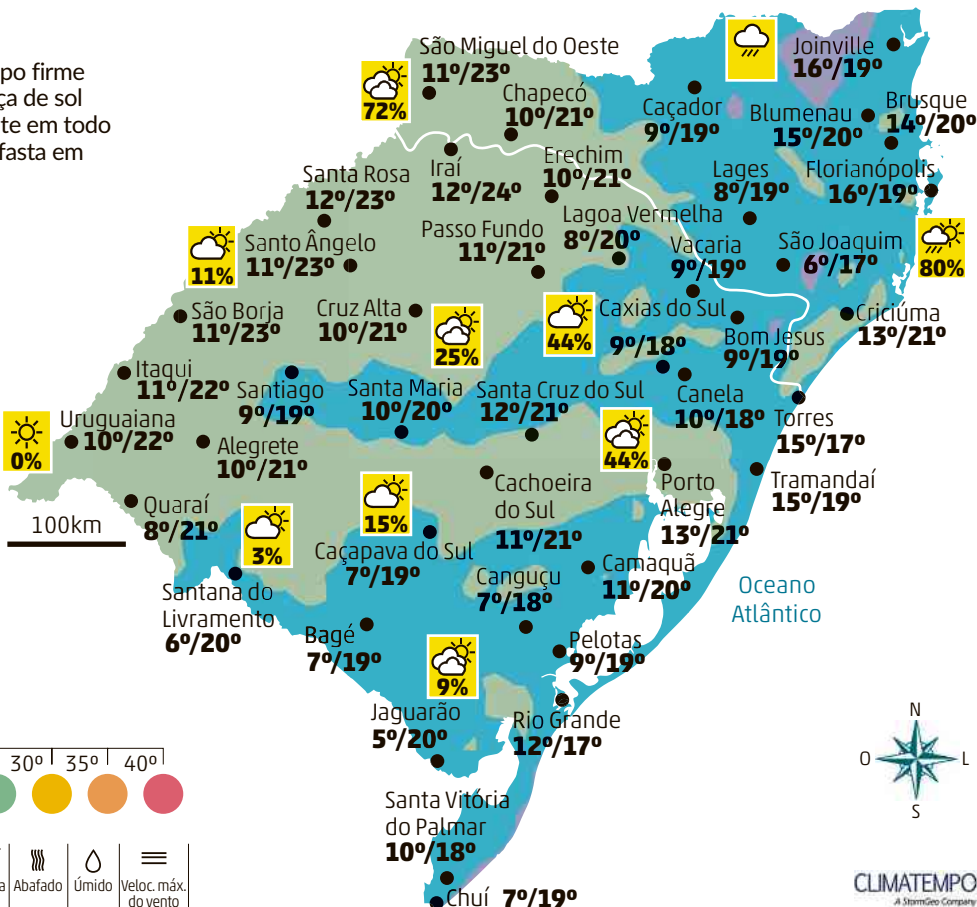 po firme
ça de sol
te em todo
fasta em
São Miguel do Oeste
11º/23º
72%
Chapecó
10º/21º
Caçador
9º/19º
Joinville
16º/19º
Blumenau
15º/20º
Brusque
14º/20º
Iraí
12º/24º
Erechim
10º/21º
Santa Rosa
12º/23º
Lages
8º/19º
Florianópolis
16º/19º
Lagoa Vermelha
8º/20º
Passo Fundo
11º/21º
Santo Ângelo
11º/23º
11%
Vacaria
9º/19º
São Joaquim
6º/17º
80%
São Borja
11º/23º
Cruz Alta
10º/21º
25%
44%
Caxias do Sul
9º/18º
Bom Jesus
9º/19º
Criciúma
13º/21º
Itaqui
11º/22º
Santiago
9º/19º
Santa Maria
10º/20º
Santa Cruz do Sul
12º/21º
Canela
10º/18º
Torres
15º/17º
Uruguaiana
10º/22º
0%
Alegrete
10º/21º
44%
Cachoeira
do Sul
11º/21º
Porto
Alegre
13º/21º
Tramandaí
15º/19º
Quaraí
8º/21º
100km
3%
15%
Caçapava do Sul
7º/19º
Canguçu
7º/18º
Camaquã
11º/20º
Oceano
Atlântico
Santana do
Livramento
6º/20º
Bagé
7º/19º
Pelotas
9º/19º
9%
Jaguarão
5º/20º
Rio Grande
12º/17º
30º 35º 40º
N
O L
S
Santa Vitória
do Palmar
10º/18º
a Abafado Úmido Veloc. máx.
do vento
Chuí 7º/19º
CLIMATEMPO
A StormGeo Company